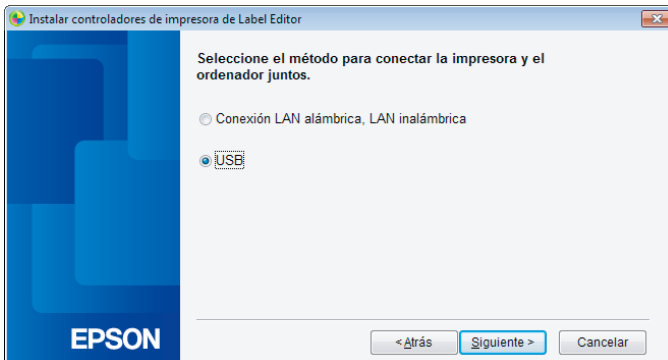 Instalar controladores de impresora de Label Editor
Seleccione el método para conectar la impresora y el
ordenador juntos.
Conexión LAN alámbrica, LAN inalámbrica
USB
EPSON
< Atrás
Siguiente >
Cancelar